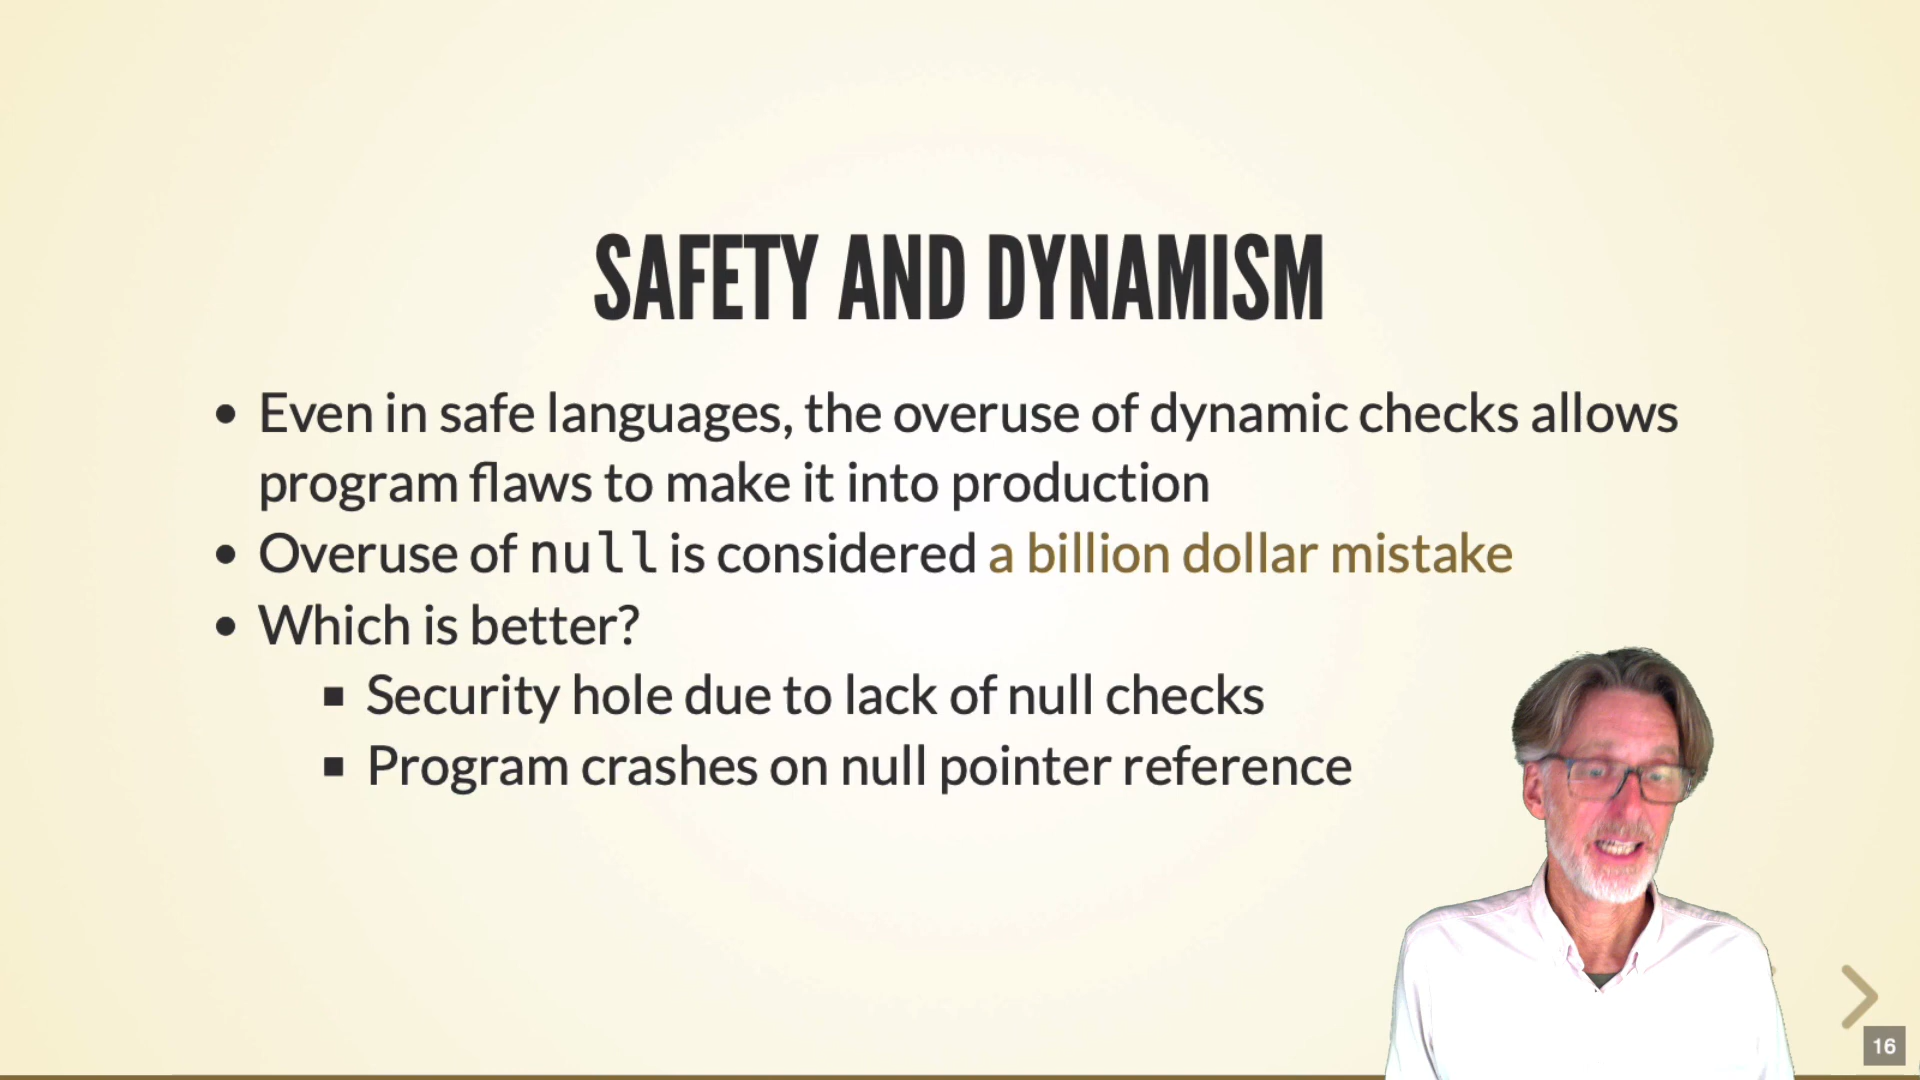 SAFETY AND DYNAMISM
• Even in safe languages, the overuse of dynamic checks allows
program flaws to make it into production
• Overuse of null is considered a billion dollar mistake
• Which is better?
▪ Security hole due to lack of null checks
▪ Program crashes on null pointer reference
16